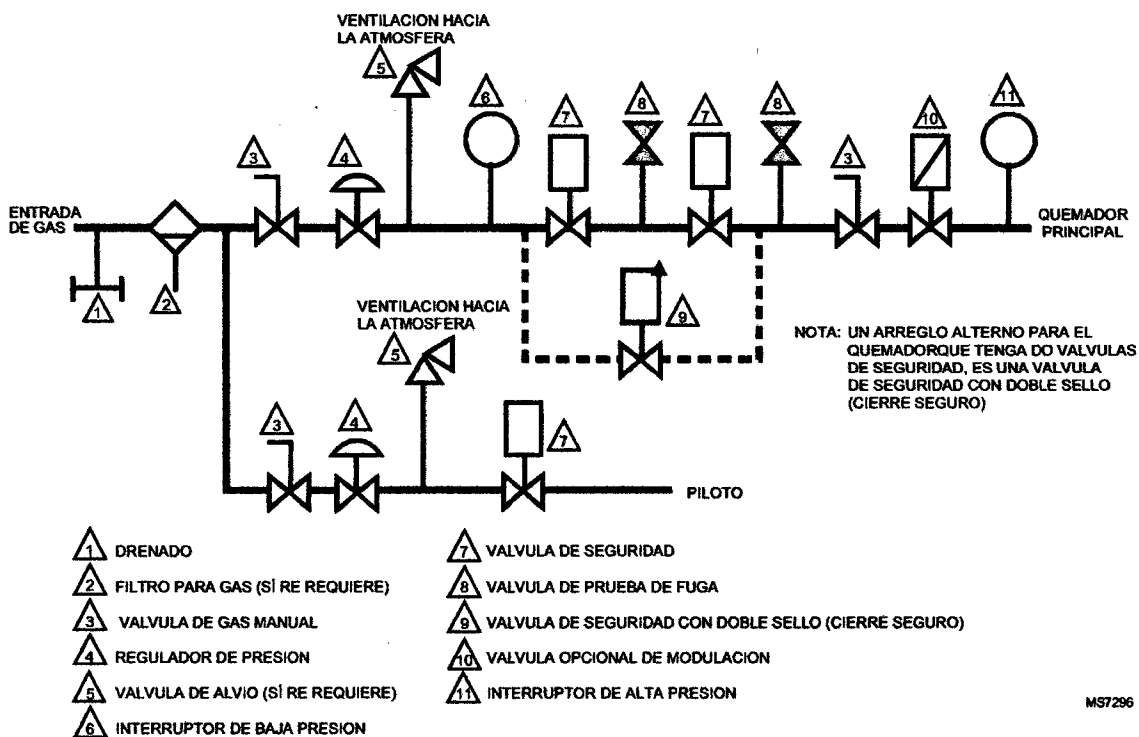 VENTILACION HACIA
LA ATMOSFERA
5
6
7
8
7
8
10
11
3
4
3
ENTRADA
DE GAS
QUEMADOR
PRINCIPAL
1
2
VENTILACION HACIA
LA ATMOSFERA
5
9
NOTA: UN ARREGLO ALTERNO PARA EL
QUEMADORQUE TENGA DO VALVULAS
DE SEGURIDAD, ES UNA VALVULA
DE SEGURIDAD CON DOBLE SELLO
(CIERRE SEGURO)
3
4
7
PILOTO
1 DRENADO
2 FILTRO PARA GAS (SÍ RE REQUIERE)
3 VALVULA DE GAS MANUAL
4 REGULADOR DE PRESION
5 VALVULA DE ALVIO (SÍ RE REQUIERE)
6 INTERRUPTOR DE BAJA PRESION
7 VALVULA DE SEGURIDAD
8 VALVULA DE PRUEBA DE FUGA
9 VALVULA DE SEGURIDAD CON DOBLE SELLO (CIERRE SEGURO)
10 VALVULA OPCIONAL DE MODULACION
11 INTERRUPTOR DE ALTA PRESION
MS7296